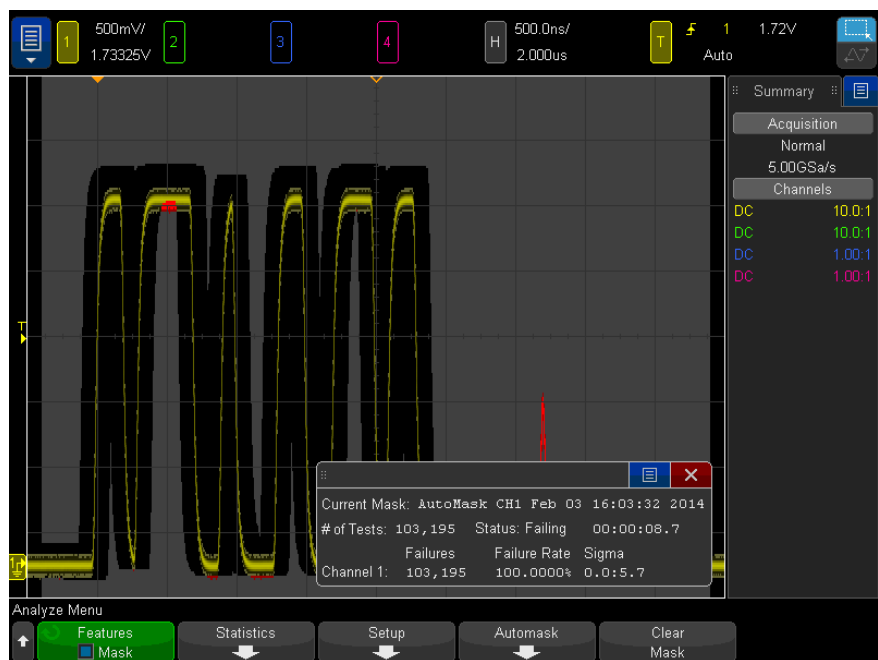 1 500mV/ 2 3 4 H 500.0ns/ T 1 1.72V
1.73325V 2.000us Auto
Summary
Acquisition
Normal
5.00GSa/s
Channels
DC 10.0:1
DC 10.0:1
DC 1.00:1
DC 1.00:1
T
Current Mask: AutoMask CH1 Feb 03 16:03:32 2014
# of Tests: 103,195 Status: Failing 00:00:08.7
Failures Failure Rate Sigma
Channel 1: 103,195 100.0000% 0.0:5.7
1
Analyze Menu
Features Statistics Setup Automask Clear
Mask Mask